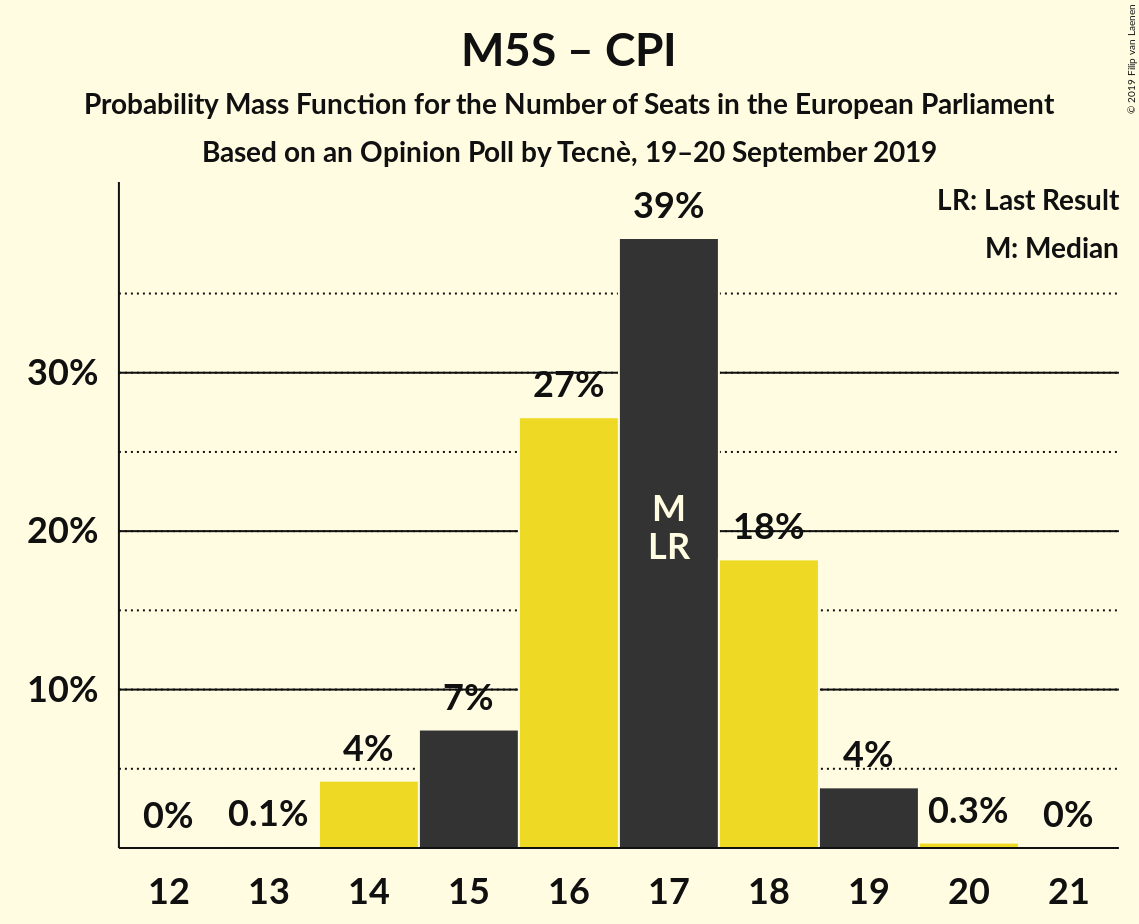 M5S – CPI
Probability Mass Function for the Number of Seats in the European Parliament
Based on an Opinion Poll by Tecnè, 19–20 September 2019
© 2019 Filip van Laenen
LR: Last Result
M: Median
39%
30%
27%
M
LR
20%
18%
10%
7%
4%
4%
0%
0.1%
0.3%
0%
12 13 14 15 16 17 18 19 20 21